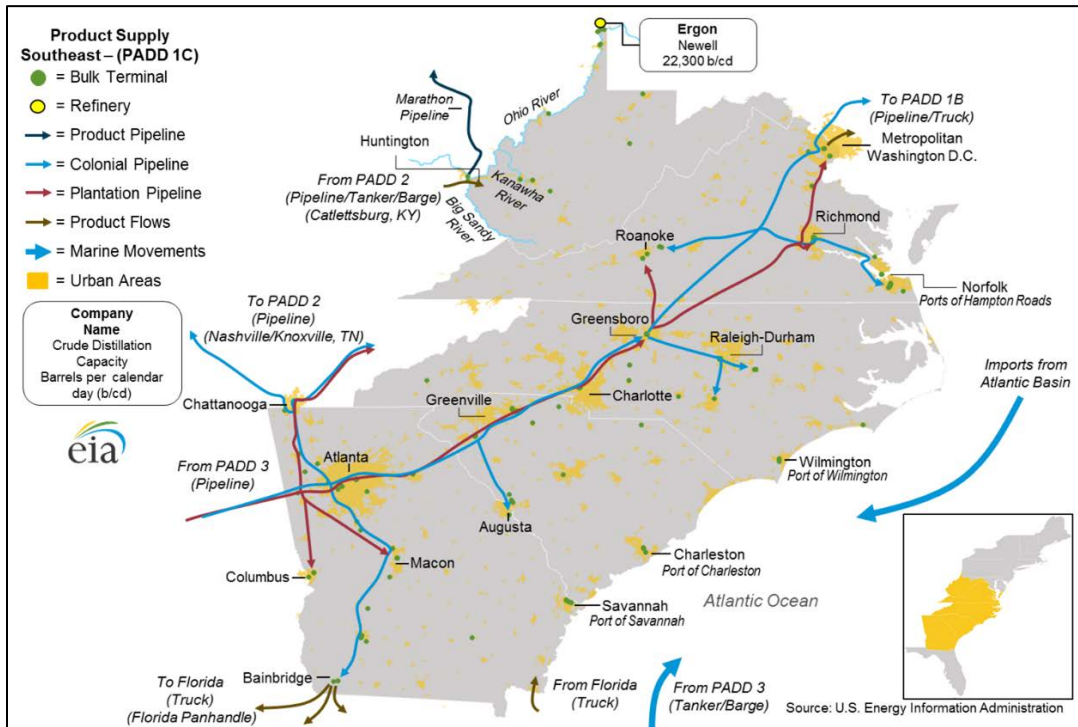 Product Supply
Southeast – (PADD 1C)
= Bulk Terminal
= Refinery
= Product Pipeline
= Colonial Pipeline
= Plantation Pipeline
= Product Flows
= Marine Movements
= Urban Areas
Company
Name
Crude Distillation
Capacity
Barrels per calendar
day (b/cd)
eia
Ergon
Newell
22,300 b/cd
Marathon
Pipeline
Ohio River
Huntington
From PADD 2
(Pipeline/Tanker/Barge)
(Catlettsburg, KY)
Kanawha
River
Big Sandy
River
To PADD 1B
(Pipeline/Truck)
Metropolitan
Washington D.C.
Richmond
Roanoke
Norfolk
Ports of Hampton Roads
To PADD 2
(Pipeline)
(Nashville/Knoxville, TN)
Greensboro
Raleigh-Durham
Imports from
Atlantic Basin
Chattanooga
Greenville
Charlotte
Atlanta
From PADD 3
(Pipeline)
Wilmington
Port of Wilmington
Augusta
Columbus
Macon
Charleston
Port of Charleston
Savannah
Port of Savannah
Atlantic Ocean
Bainbridge
To Florida
(Truck)
(Florida Panhandle)
From Florida
(Truck)
From PADD 3
(Tanker/Barge)
Source: U.S. Energy Information Administration